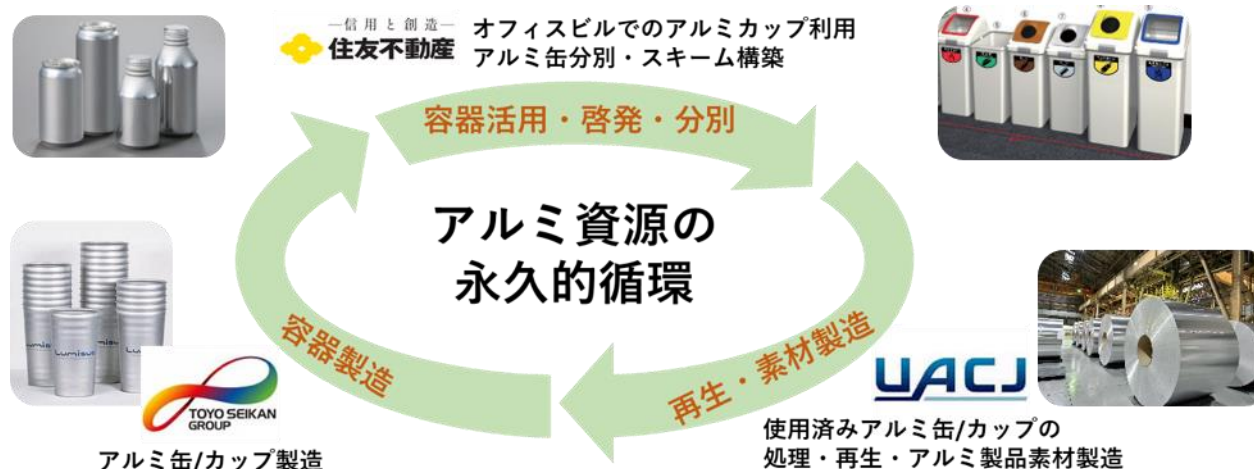 ―信用と創造―
住友不動産
オフィスビルでのアルミカップ利用
アルミ缶分別・スキーム構築
容器活用・啓発・分別
アルミ資源の
永久的循環
容器製造
再生・素材製造
Lumisus
TOYO SEIKAN
GROUP
アルミ缶/カップ製造
UACJ
使用済みアルミ缶/カップの
処理・再生・アルミ製品素材製造